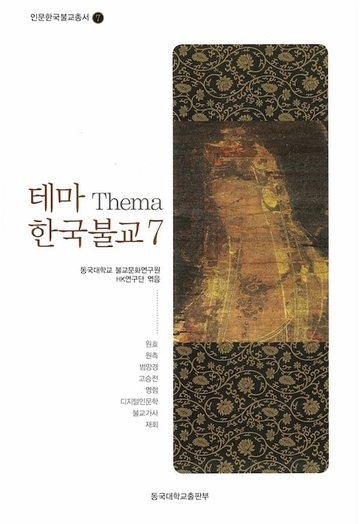 인문한국불교총서 7
테마 Thema
한국불교 7
동국대학교 불교문화연구원
HK연구단 엮음
원효
원측
범망경
고승전
영험
디지털인문학
불교가사
재회
동국대학교출판부